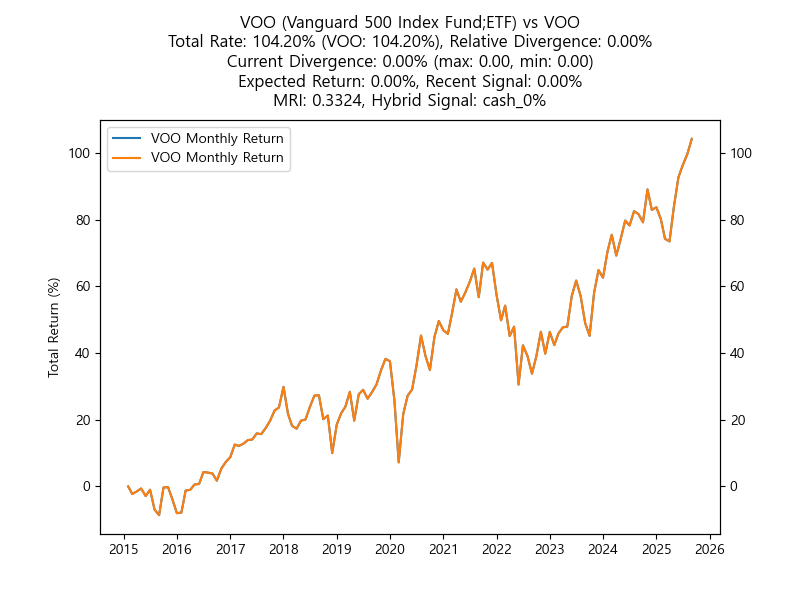 VOO (Vanguard 500 Index Fund;ETF) vs VOO
Total Rate: 104.20% (VOO: 104.20%), Relative Divergence: 0.00%
Current Divergence: 0.00% (max: 0.00, min: 0.00)
Expected Return: 0.00%, Recent Signal: 0.00%
MRI: 0.3324, Hybrid Signal: cash_0%
VOO Monthly Return
VOO Monthly Return
100 100
80 80
60 60
40 40
20 20
0 0
Total Return (%)
2015 2016 2017 2018 2019 2020 2021 2022 2023 2024 2025 2026